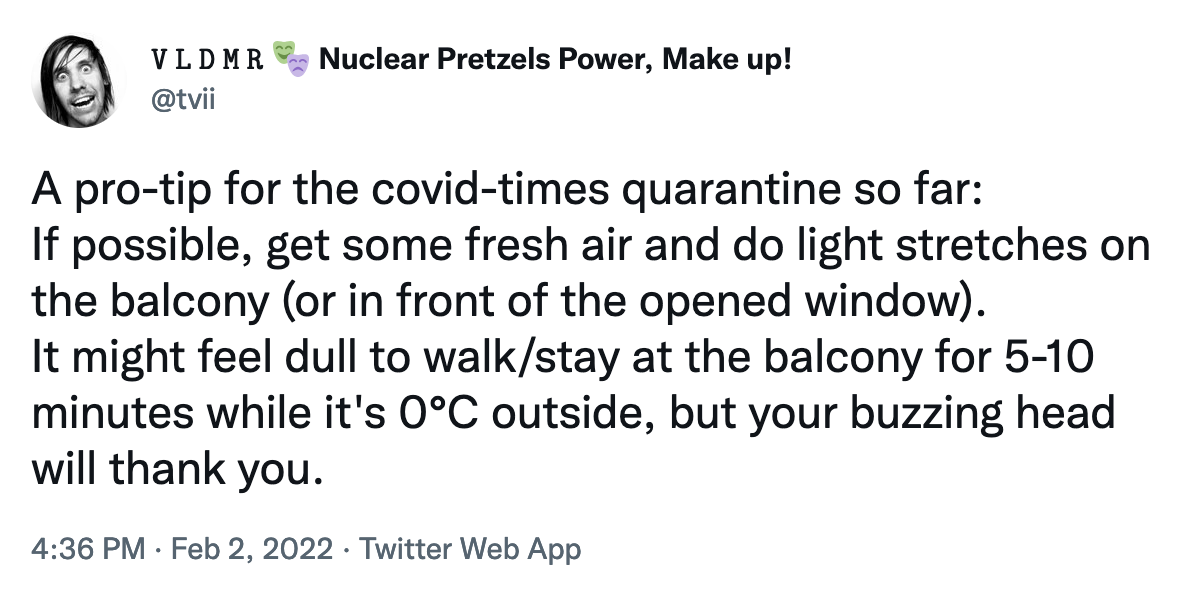 V L D M R 🎭 Nuclear Pretzels Power, Make up!
@tvii
A pro-tip for the covid-times quarantine so far:
If possible, get some fresh air and do light stretches on
the balcony (or in front of the opened window).
It might feel dull to walk/stay at the balcony for 5-10
minutes while it's 0°C outside, but your buzzing head
will thank you.
4:36 PM · Feb 2, 2022 · Twitter Web App